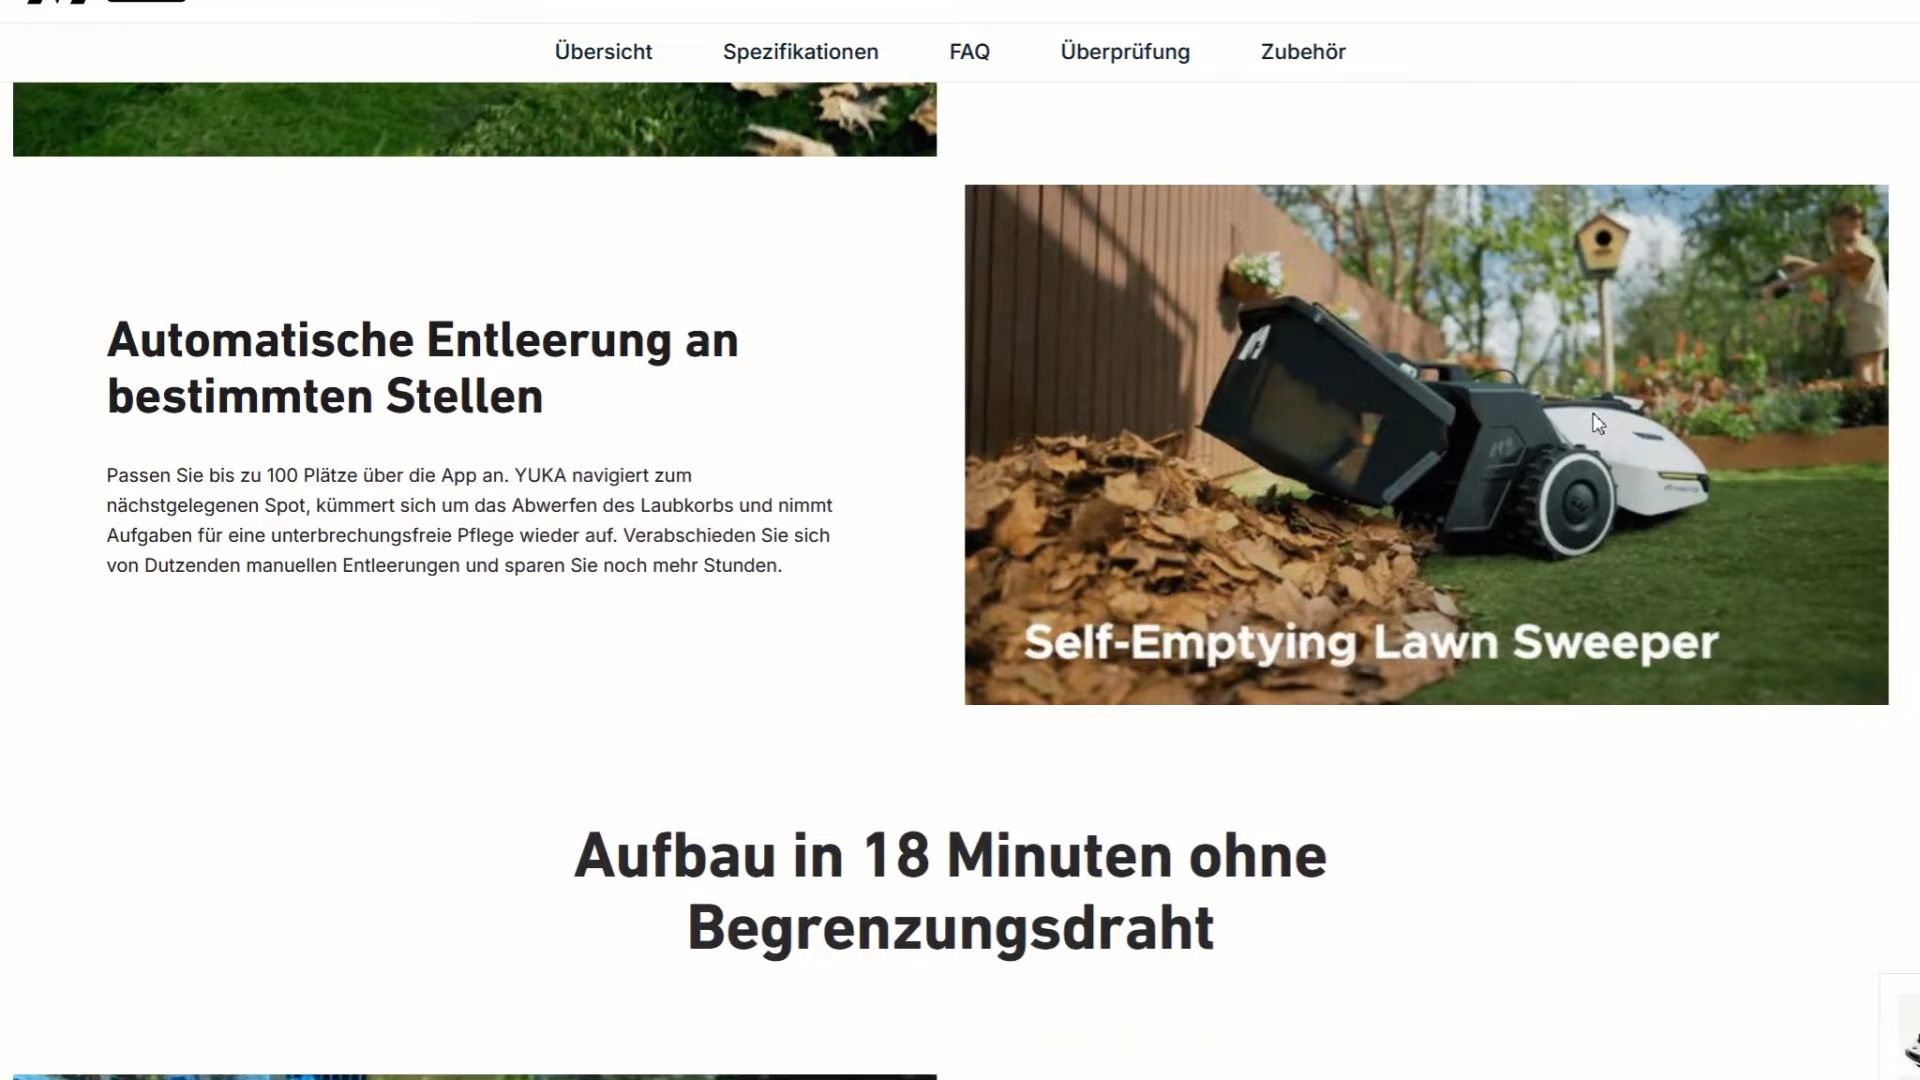 Übersicht Spezifikationen FAQ Überprüfung Zubehör
Automatische Entleerung an
bestimmten Stellen
Passen Sie bis zu 100 Plätze über die App an. YUKA navigiert zum
nächstgelegenen Spot, kümmert sich um das Abwerfen des Laubkorbs und nimmt
Aufgaben für eine unterbrechungsfreie Pflege wieder auf. Verabschieden Sie sich
von Dutzenden manuellen Entleerungen und sparen Sie noch mehr Stunden.
Self-Emptying Lawn Sweeper
Aufbau in 18 Minuten ohne
Begrenzungsdraht